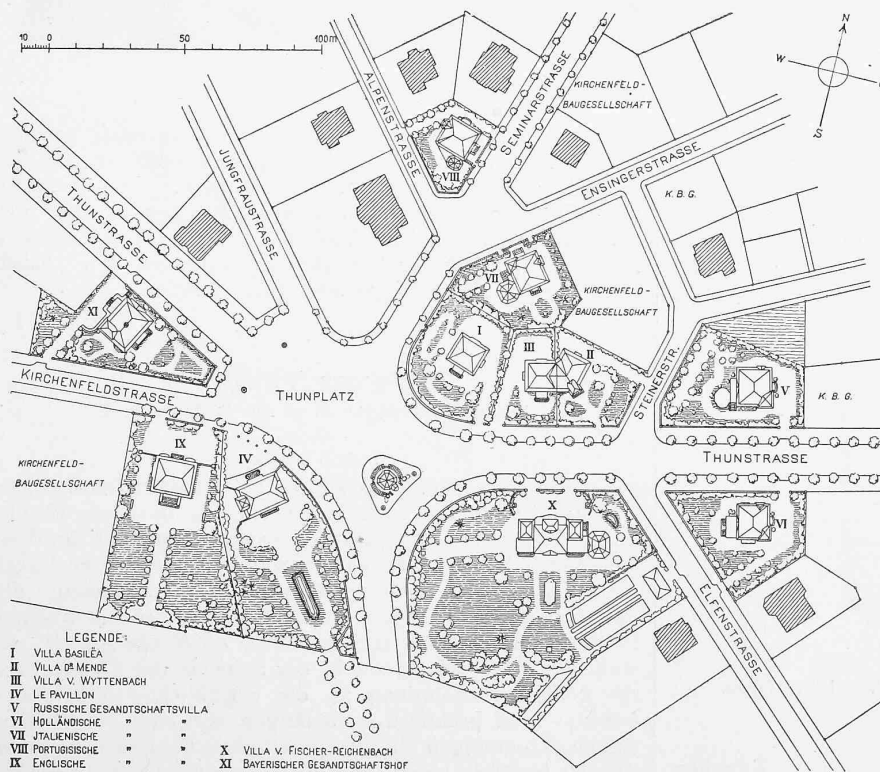 10 0 50 100m
N
W
S
ALPENSTRASSE
SEMINARSTRASSE
KIRCHENFELD-
BAUGESELLSCHAFT
JUNGFRAUSTRASSE
THUNSTRASSE
VIII
ENSINGERSTRASSE
K.B.G.
VII
KIRCHENFELD-
BAUGESELLSCHAFT
XI
I
III
II
STEINERSTR.
V
K.B.G.
KIRCHENFELDSTRASSE
THUNPLATZ
IX
IV
KIRCHENFELD-
BAUGESELLSCHAFT
THUNSTRASSE
X
VI
ELFENSTRASSE
LEGENDE:
I VILLA BASILËA
II VILLA DR MENDE
III VILLA V. WYTTENBACH
IV LE PAVILLON
V RUSSISCHE GESANDTSCHAFTSVILLA
VI HOLLÄNDISCHE " "
VII JTALIENISCHE " "
VIII PORTUGISISCHE " "
IX ENGLISCHE " "
X VILLA V. FISCHER-REICHENBACH
XI BAYERISCHER GESANDTSCHAFTSHOF